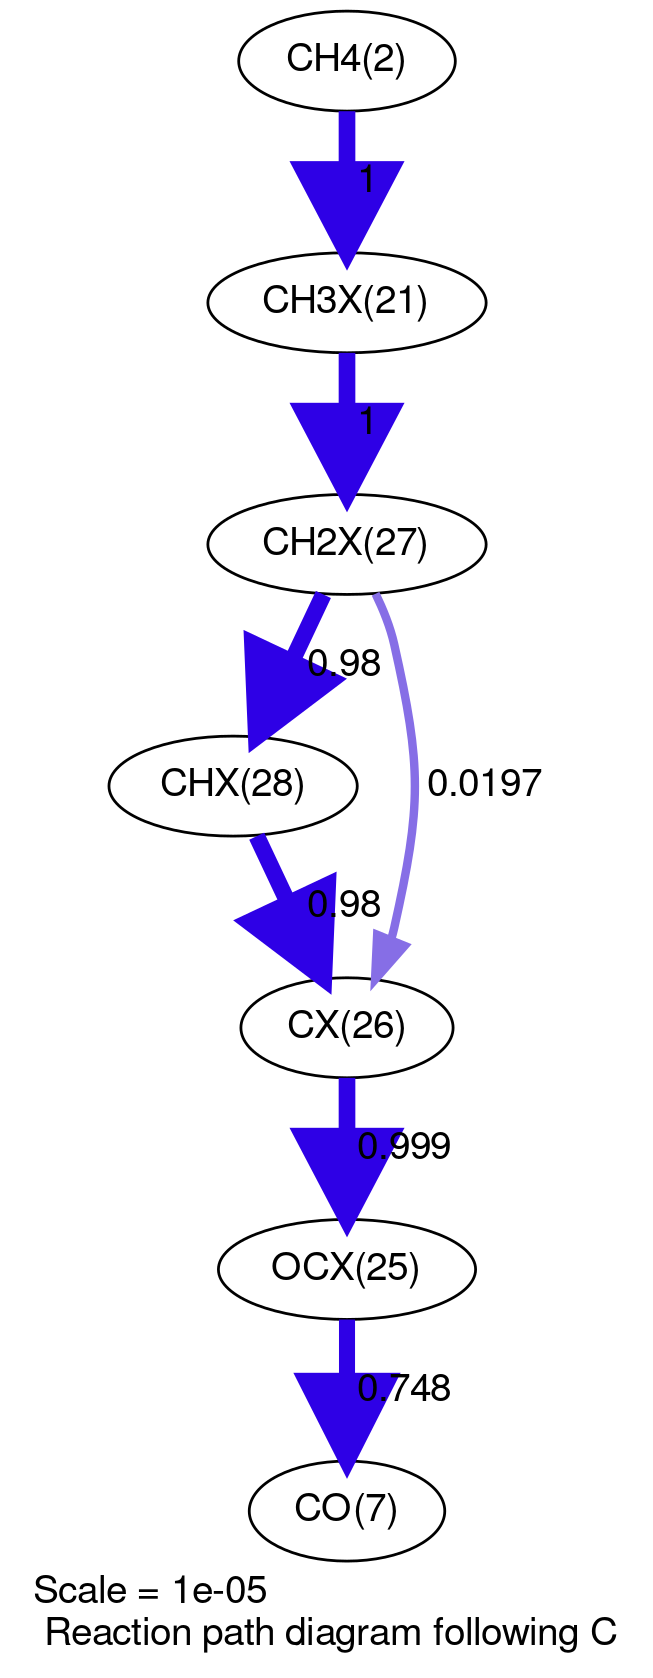 CH4(2)
1
CH3X(21)
1
CH2X(27)
0.98
CHX(28)
0.0197
0.98
CX(26)
0.999
OCX(25)
0.748
CO(7)
Scale = 1e-05
Reaction path diagram following C